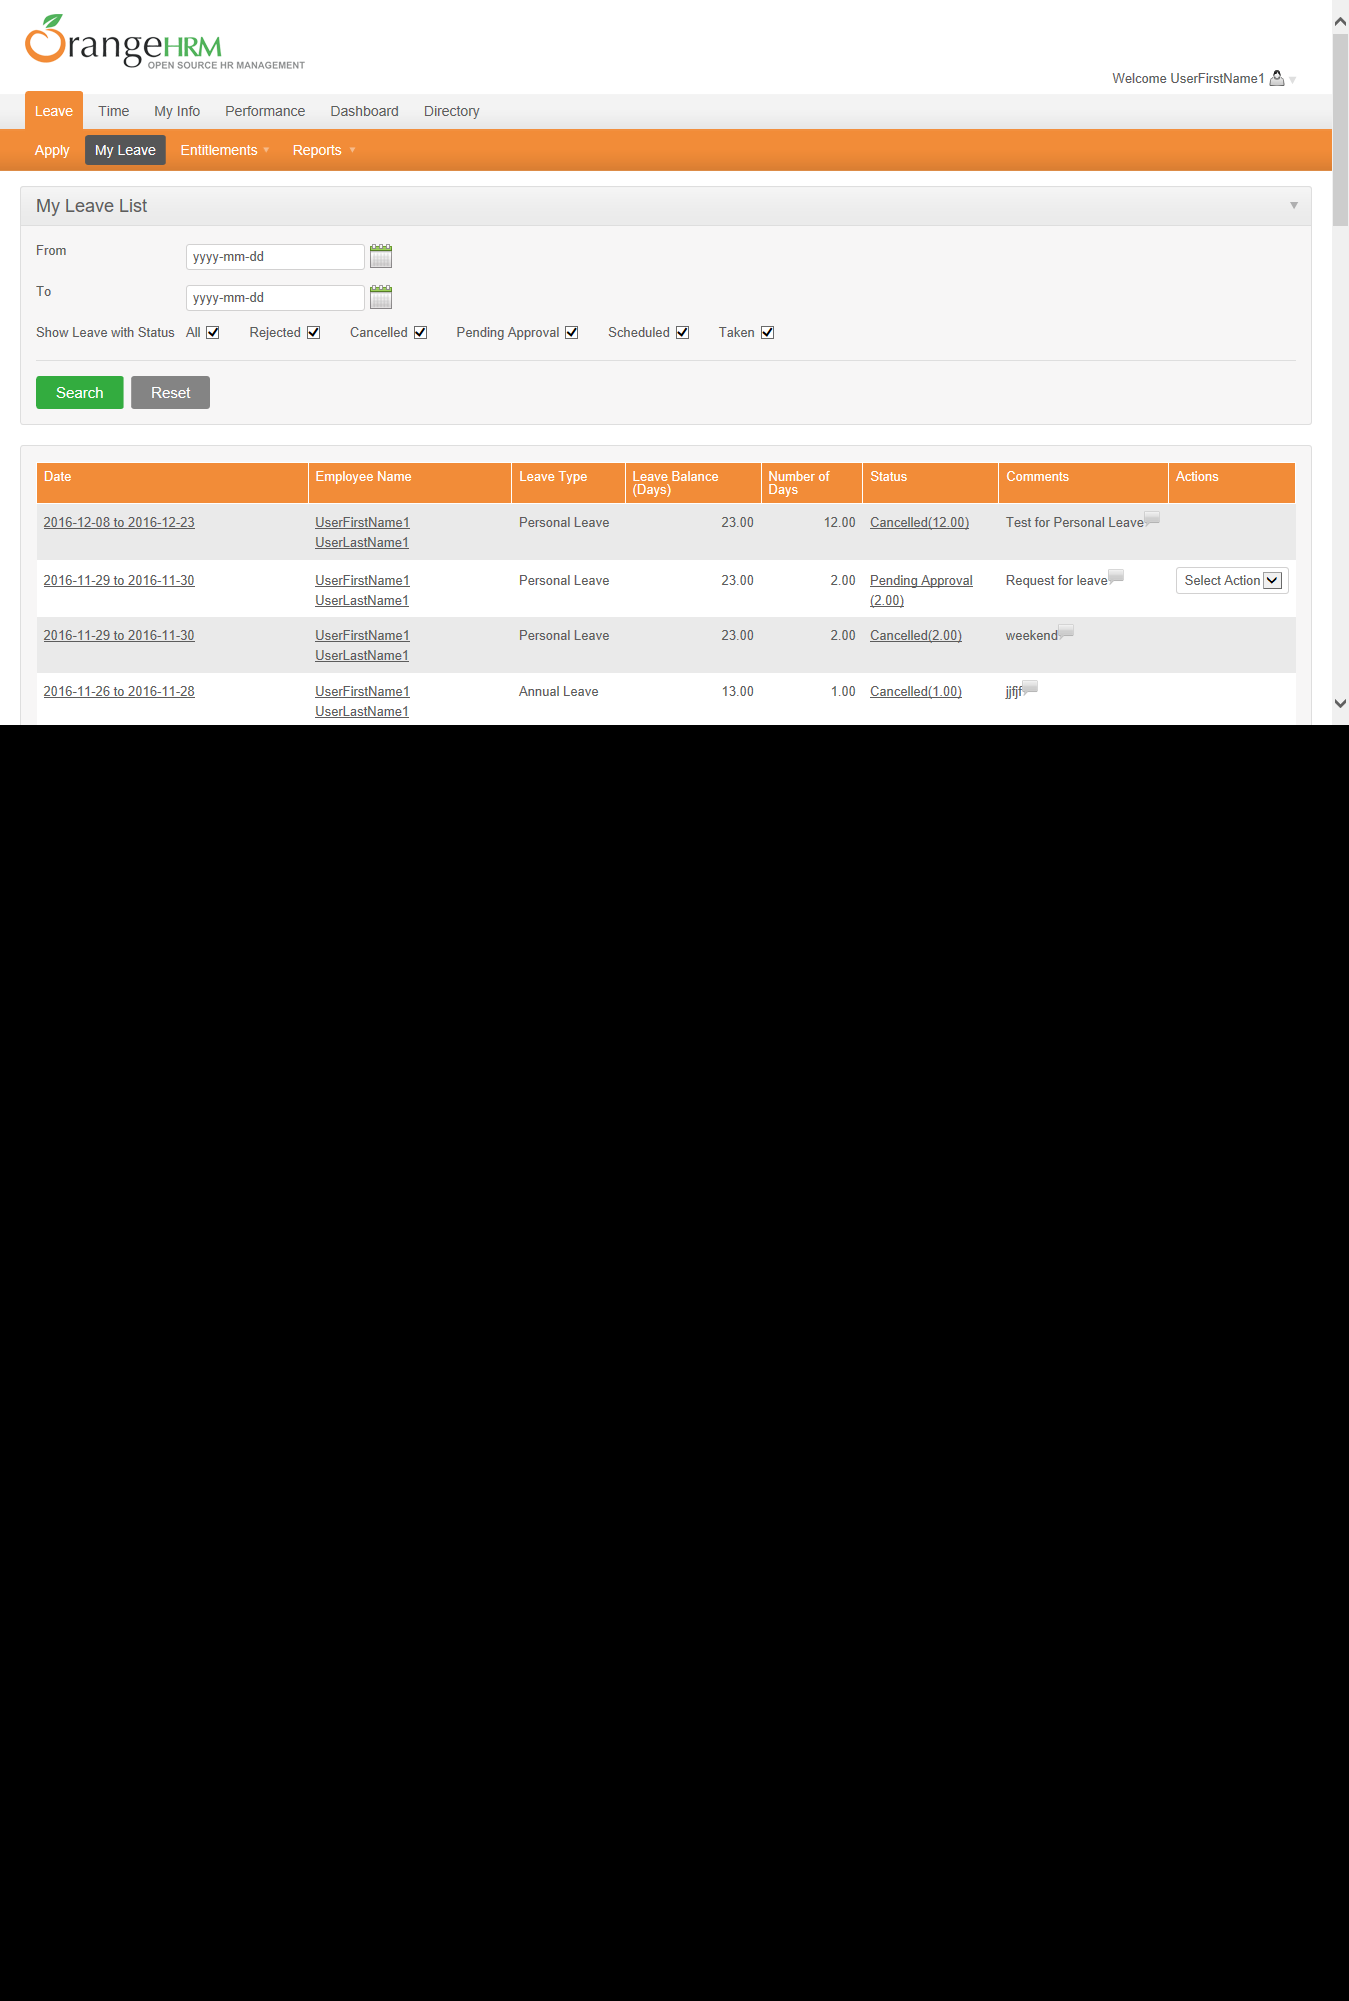 OrangeHRM
OPEN SOURCE HR MANAGEMENT
Welcome UserFirstName1
Leave Time My Info Performance Dashboard Directory
Apply My Leave Entitlements Reports
My Leave List
From yyyy-mm-dd
To yyyy-mm-dd
Show Leave with Status All Rejected Cancelled Pending Approval Scheduled Taken
Search Reset
Date Employee Name Leave Type Leave Balance (Days) Number of Days Status Comments Actions
2016-12-08 to 2016-12-23 UserFirstName1 UserLastName1 Personal Leave 23.00 12.00 Cancelled(12.00) Test for Personal Leave
2016-11-29 to 2016-11-30 UserFirstName1 UserLastName1 Personal Leave 23.00 2.00 Pending Approval (2.00) Request for leave Select Action
2016-11-29 to 2016-11-30 UserFirstName1 UserLastName1 Personal Leave 23.00 2.00 Cancelled(2.00) weekend
2016-11-26 to 2016-11-28 UserFirstName1 UserLastName1 Annual Leave 13.00 1.00 Cancelled(1.00) jjfjf